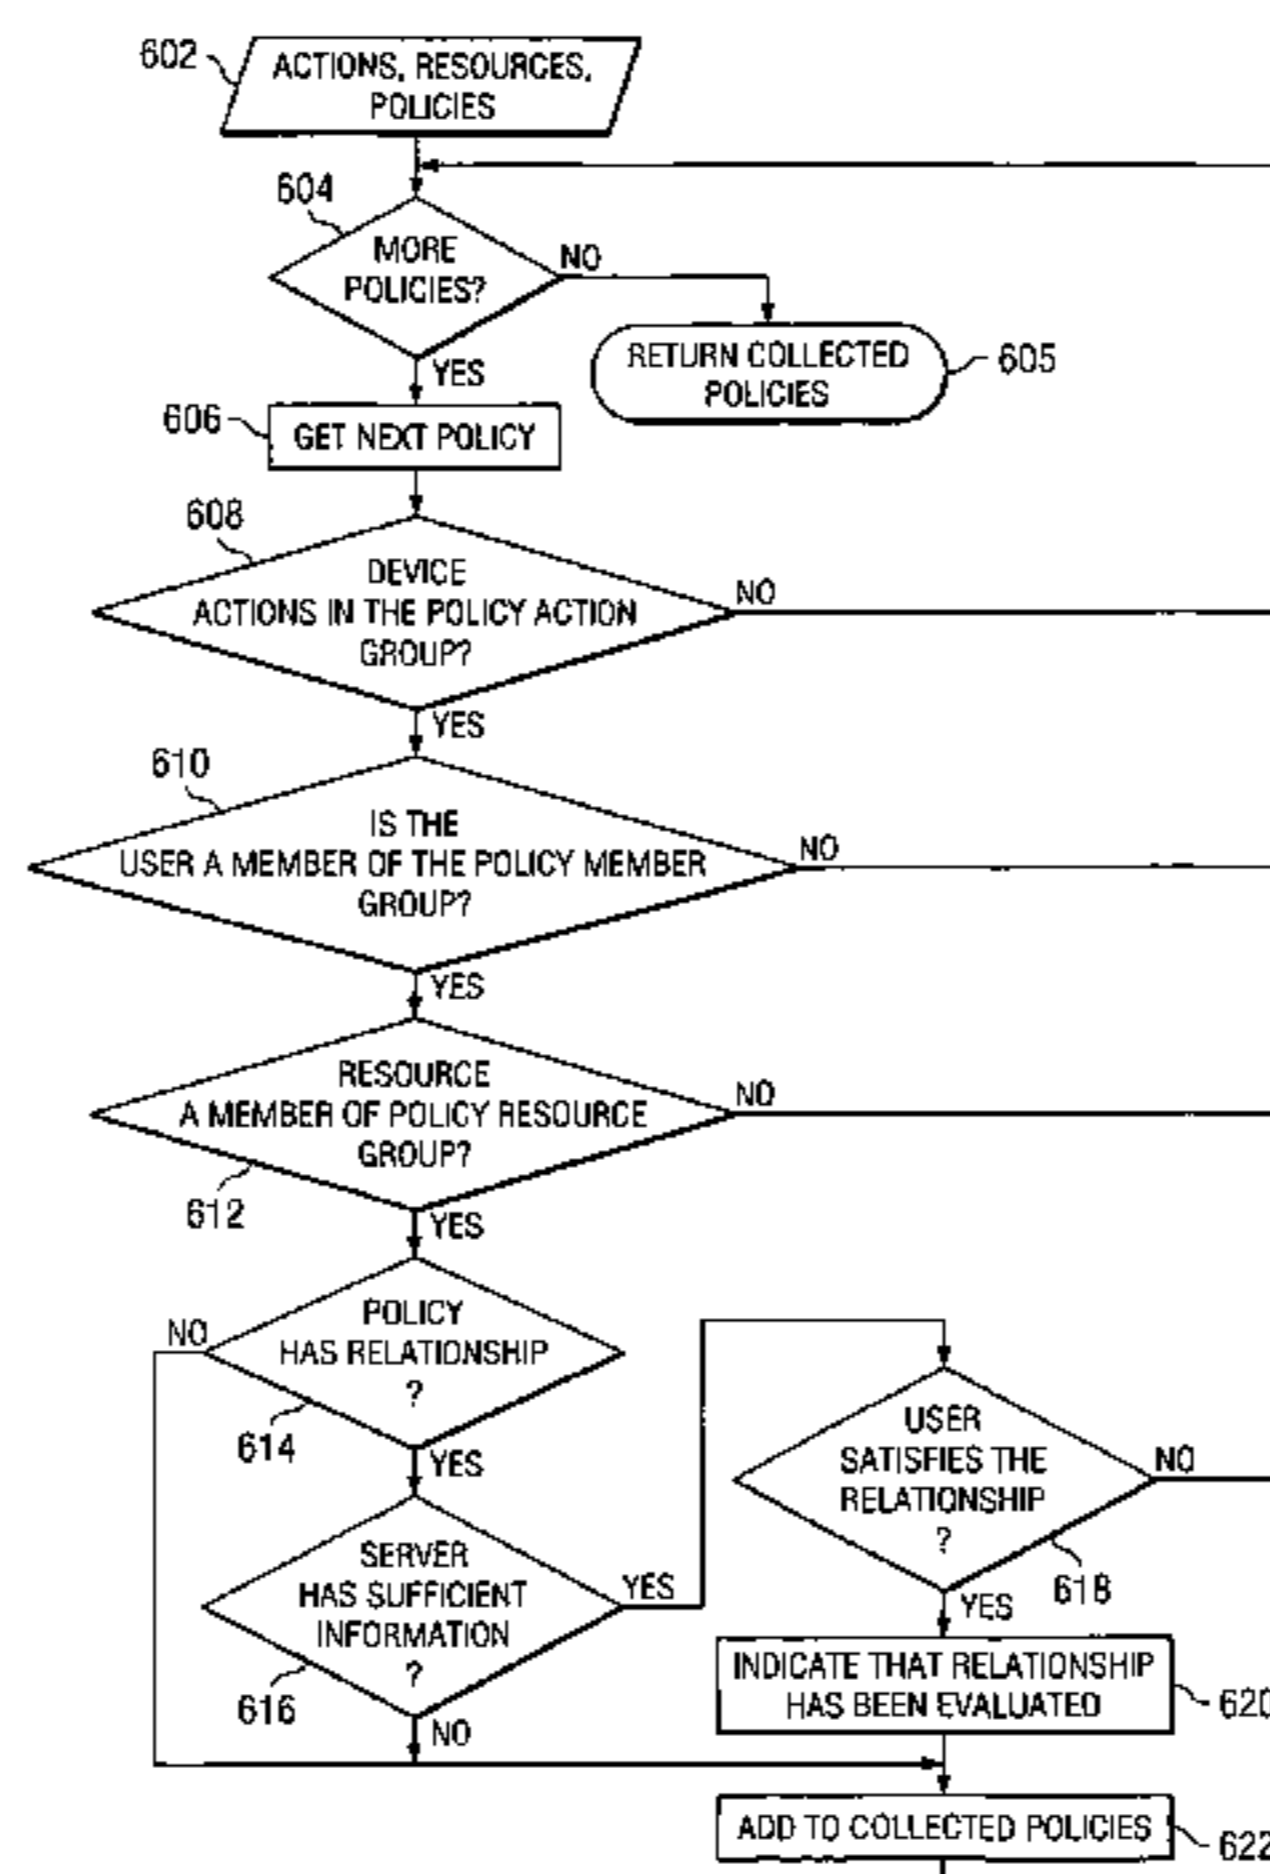 602
ACTIONS, RESOURCES,
POLICIES
604
MORE
POLICIES?
NO
RETURN COLLECTED
POLICIES
605
YES
606
GET NEXT POLICY
608
DEVICE
ACTIONS IN THE POLICY ACTION
GROUP?
NO
YES
610
IS THE
USER A MEMBER OF THE POLICY MEMBER
GROUP?
NO
YES
RESOURCE
A MEMBER OF POLICY RESOURCE
GROUP?
NO
612
YES
POLICY
HAS RELATIONSHIP
?
NO
614
YES
SERVER
HAS SUFFICIENT
INFORMATION
?
YES
616
NO
USER
SATISFIES THE
RELATIONSHIP
?
NO
618
YES
INDICATE THAT RELATIONSHIP
HAS BEEN EVALUATED
620
ADD TO COLLECTED POLICIES
622